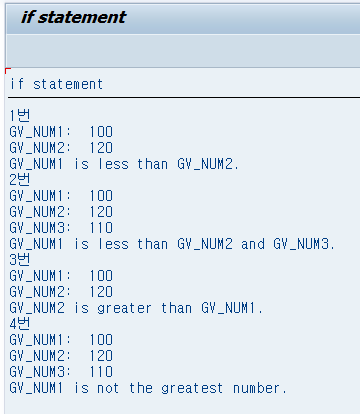 if statement
if statement
1번
GV_NUM1:  100
GV_NUM2:  120
GV_NUM1 is less than GV_NUM2.
2번
GV_NUM1:  100
GV_NUM2:  120
GV_NUM3:  110
GV_NUM1 is less than GV_NUM2 and GV_NUM3.
3번
GV_NUM1:  100
GV_NUM2:  120
GV_NUM2 is greater than GV_NUM1.
4번
GV_NUM1:  100
GV_NUM2:  120
GV_NUM3:  110
GV_NUM1 is not the greatest number.